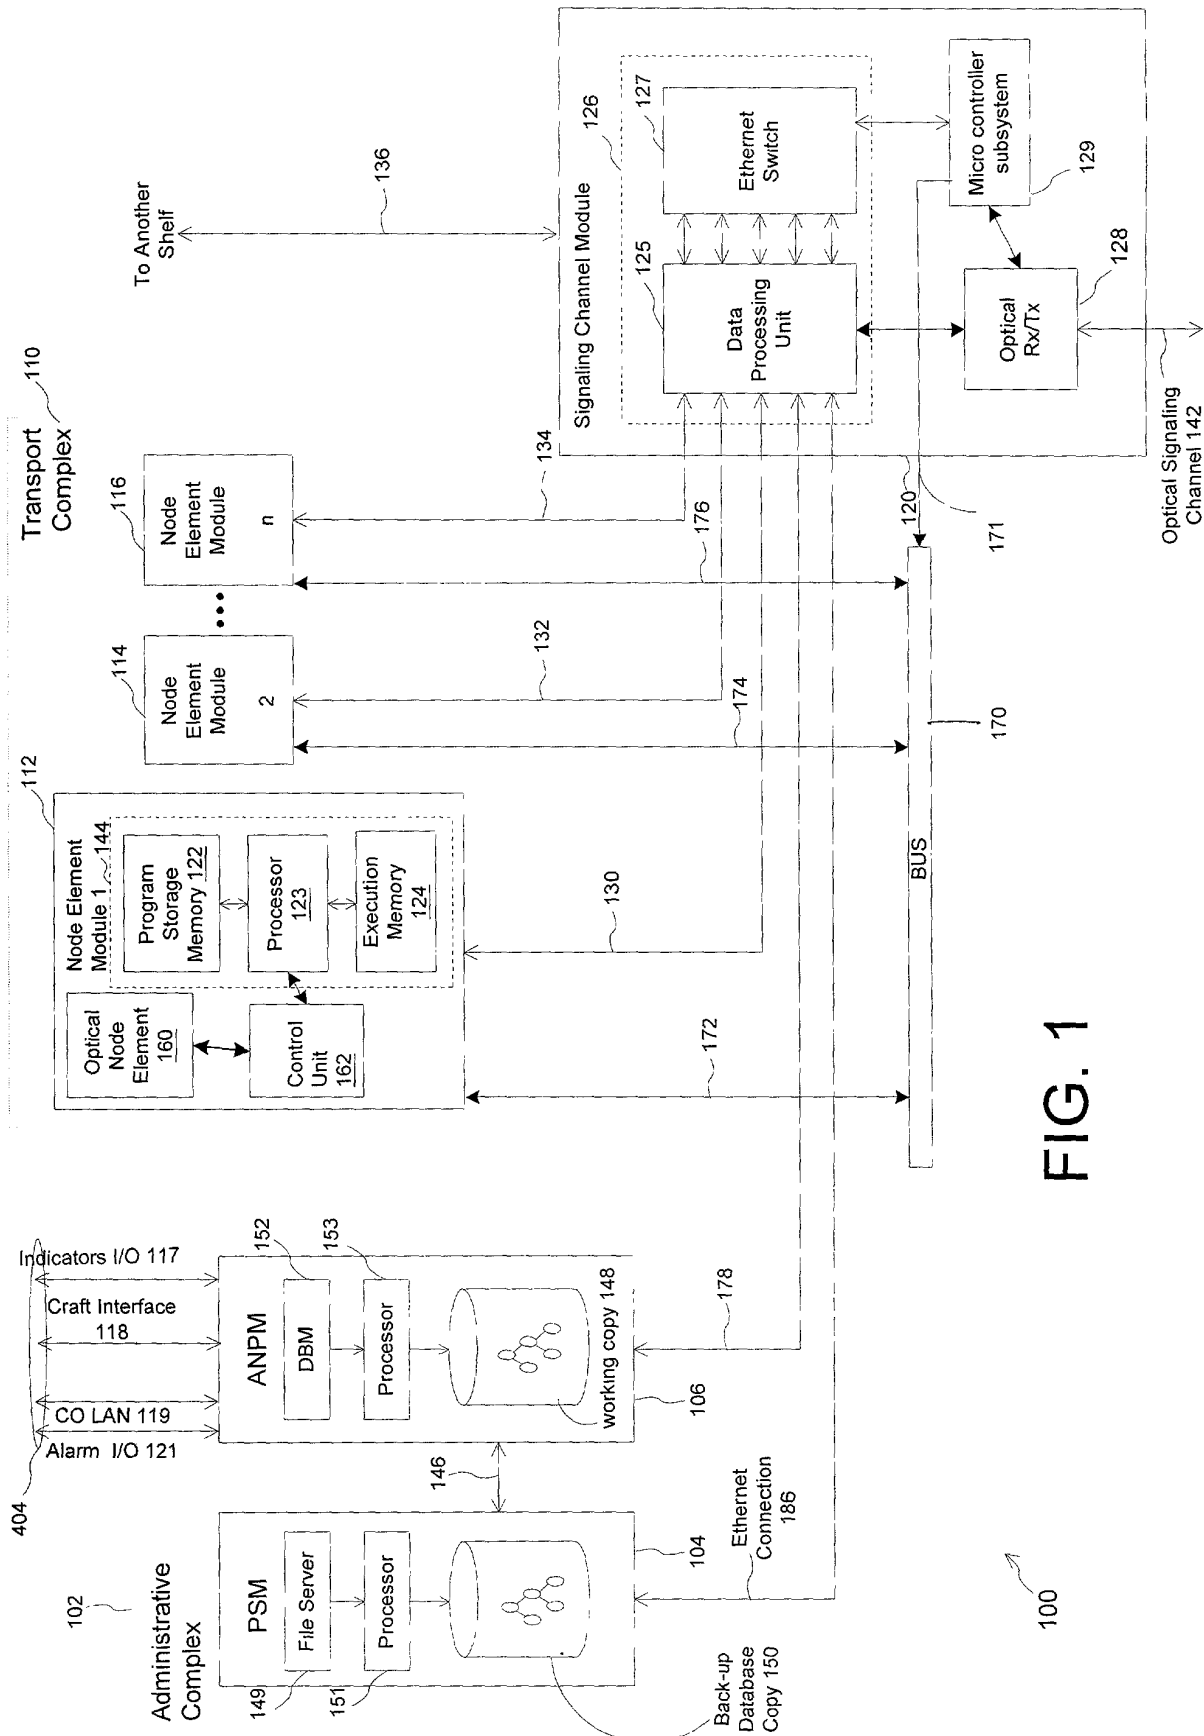 FIG. 1
100
102
Administrative
Complex
PSM
File Server
149
Processor
151
104
Back-up
Database
Copy 150
Ethernet
Connection
186
146
404
Indicators I/O 117
Craft Interface
118
CO LAN 119
Alarm I/O 121
ANPM
DBM
152
Processor
153
working copy 148
106
178
Transport
Complex
110
112
Node Element
Module 1
144
Program
Storage
Memory 122
Processor
123
Execution
Memory
124
Optical
Node
Element
160
Control
Unit
162
114
Node
Element
Module
2
116
Node
Element
Module
n
130
132
134
172
174
176
BUS
170
171
120
To Another
Shelf
136
Signaling Channel Module
126
125
Data
Processing
Unit
127
Ethernet
Switch
Micro controller
subsystem
129
Optical
Rx/Tx
128
Optical Signaling
Channel 142